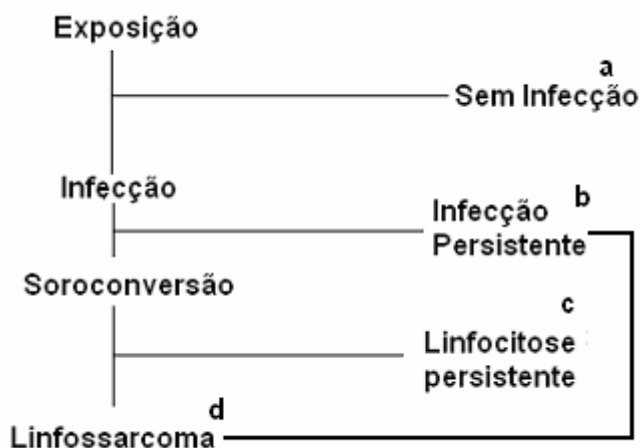 Exposição
a
Sem Infecção
Infecção
b
Infecção
Persistente
Soroconversão
c
Linfocitose
persistente
d
Linfossarcoma